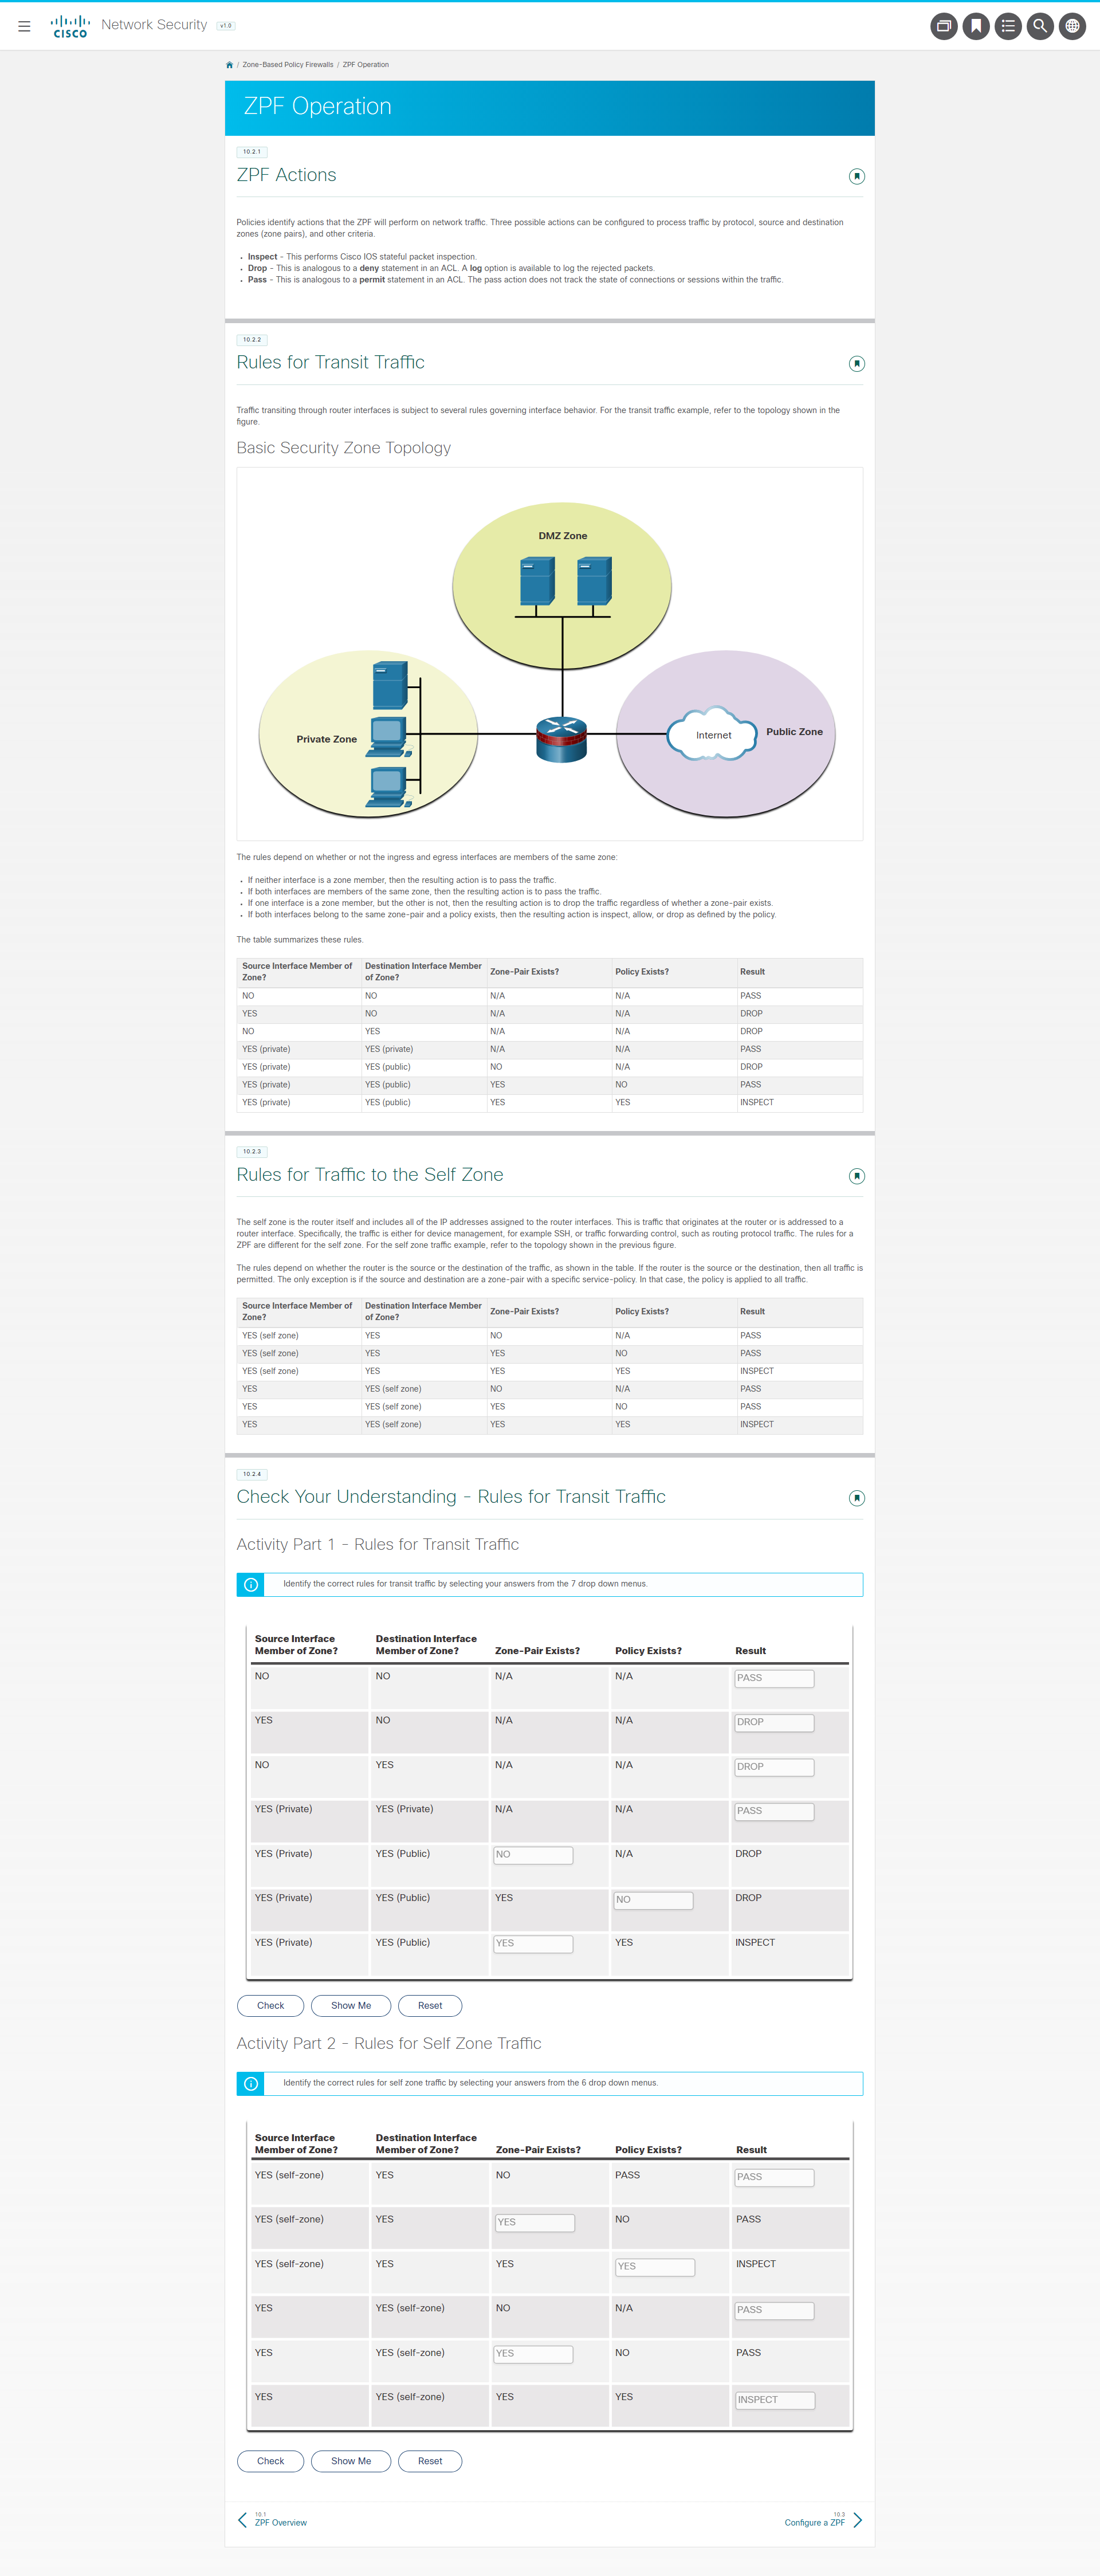 CISCO Network Security v1.0
/ Zone-Based Policy Firewalls / ZPF Operation
ZPF Operation
10.2.1
ZPF Actions
Policies identify actions that the ZPF will perform on network traffic. Three possible actions can be configured to process traffic by protocol, source and destination
zones (zone pairs), and other criteria.
• Inspect - This performs Cisco IOS stateful packet inspection.
• Drop - This is analogous to a deny statement in an ACL. A log option is available to log the rejected packets.
• Pass - This is analogous to a permit statement in an ACL. The pass action does not track the state of connections or sessions within the traffic.
10.2.2
Rules for Transit Traffic
Traffic transiting through router interfaces is subject to several rules governing interface behavior. For the transit traffic example, refer to the topology shown in the
figure.
Basic Security Zone Topology
DMZ Zone
Private Zone
Internet
Public Zone
The rules depend on whether or not the ingress and egress interfaces are members of the same zone:
• If neither interface is a zone member, then the resulting action is to pass the traffic.
• If both interfaces are members of the same zone, then the resulting action is to pass the traffic.
• If one interface is a zone member, but the other is not, then the resulting action is to drop the traffic regardless of whether a zone-pair exists.
• If both interfaces belong to the same zone-pair and a policy exists, then the resulting action is inspect, allow, or drop as defined by the policy.
The table summarizes these rules.
Source Interface Member of Zone? Destination Interface Member of Zone? Zone-Pair Exists? Policy Exists? Result
NO NO N/A N/A PASS
YES NO N/A N/A DROP
NO YES N/A N/A DROP
YES (private) YES (private) N/A N/A PASS
YES (private) YES (public) NO N/A DROP
YES (private) YES (public) YES NO PASS
YES (private) YES (public) YES YES INSPECT
10.2.3
Rules for Traffic to the Self Zone
The self zone is the router itself and includes all of the IP addresses assigned to the router interfaces. This is traffic that originates at the router or is addressed to a
router interface. Specifically, the traffic is either for device management, for example SSH, or traffic forwarding control, such as routing protocol traffic. The rules for a
ZPF are different for the self zone. For the self zone traffic example, refer to the topology shown in the previous figure.
The rules depend on whether the router is the source or the destination of the traffic, as shown in the table. If the router is the source or the destination, then all traffic is
permitted. The only exception is if the source and destination are a zone-pair with a specific service-policy. In that case, the policy is applied to all traffic.
Source Interface Member of Zone? Destination Interface Member of Zone? Zone-Pair Exists? Policy Exists? Result
YES (self zone) YES NO N/A PASS
YES (self zone) YES YES NO PASS
YES (self zone) YES YES YES INSPECT
YES YES (self zone) NO N/A PASS
YES YES (self zone) YES NO PASS
YES YES (self zone) YES YES INSPECT
10.2.4
Check Your Understanding - Rules for Transit Traffic
Activity Part 1 - Rules for Transit Traffic
Identify the correct rules for transit traffic by selecting your answers from the 7 drop down menus.
Source Interface Member of Zone? Destination Interface Member of Zone? Zone-Pair Exists? Policy Exists? Result
NO NO N/A N/A PASS
YES NO N/A N/A DROP
NO YES N/A N/A DROP
YES (Private) YES (Private) N/A N/A PASS
YES (Private) YES (Public) NO N/A DROP
YES (Private) YES (Public) YES NO DROP
YES (Private) YES (Public) YES YES INSPECT
Check Show Me Reset
Activity Part 2 - Rules for Self Zone Traffic
Identify the correct rules for self zone traffic by selecting your answers from the 6 drop down menus.
Source Interface Member of Zone? Destination Interface Member of Zone? Zone-Pair Exists? Policy Exists? Result
YES (self-zone) YES NO PASS PASS
YES (self-zone) YES YES NO PASS
YES (self-zone) YES YES YES INSPECT
YES YES (self-zone) NO N/A PASS
YES YES (self-zone) YES NO PASS
YES YES (self-zone) YES YES INSPECT
Check Show Me Reset
10.1
ZPF Overview
10.3
Configure a ZPF